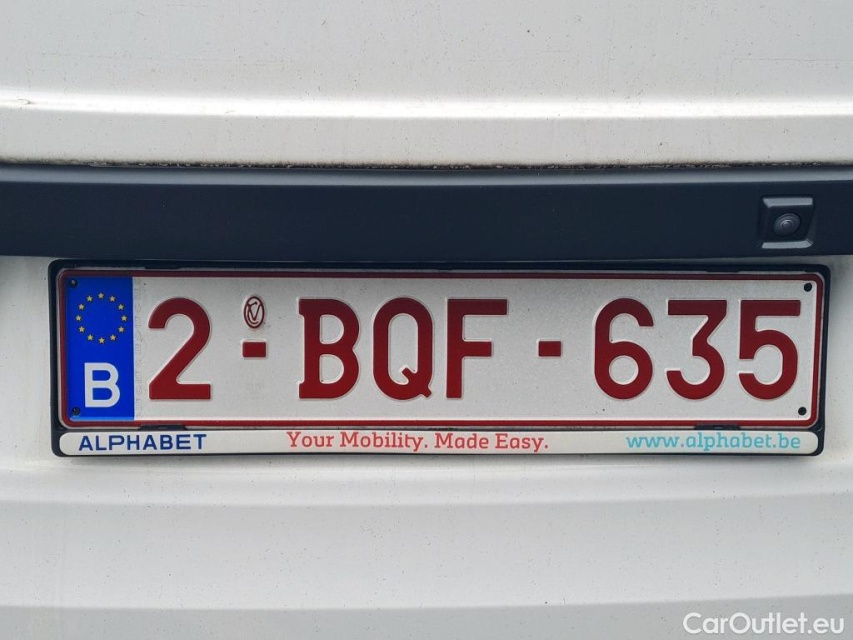 2-BQF-635
B
ALPHABET Your Mobility. Made Easy. www.alphabet.be
CarOutlet.eu